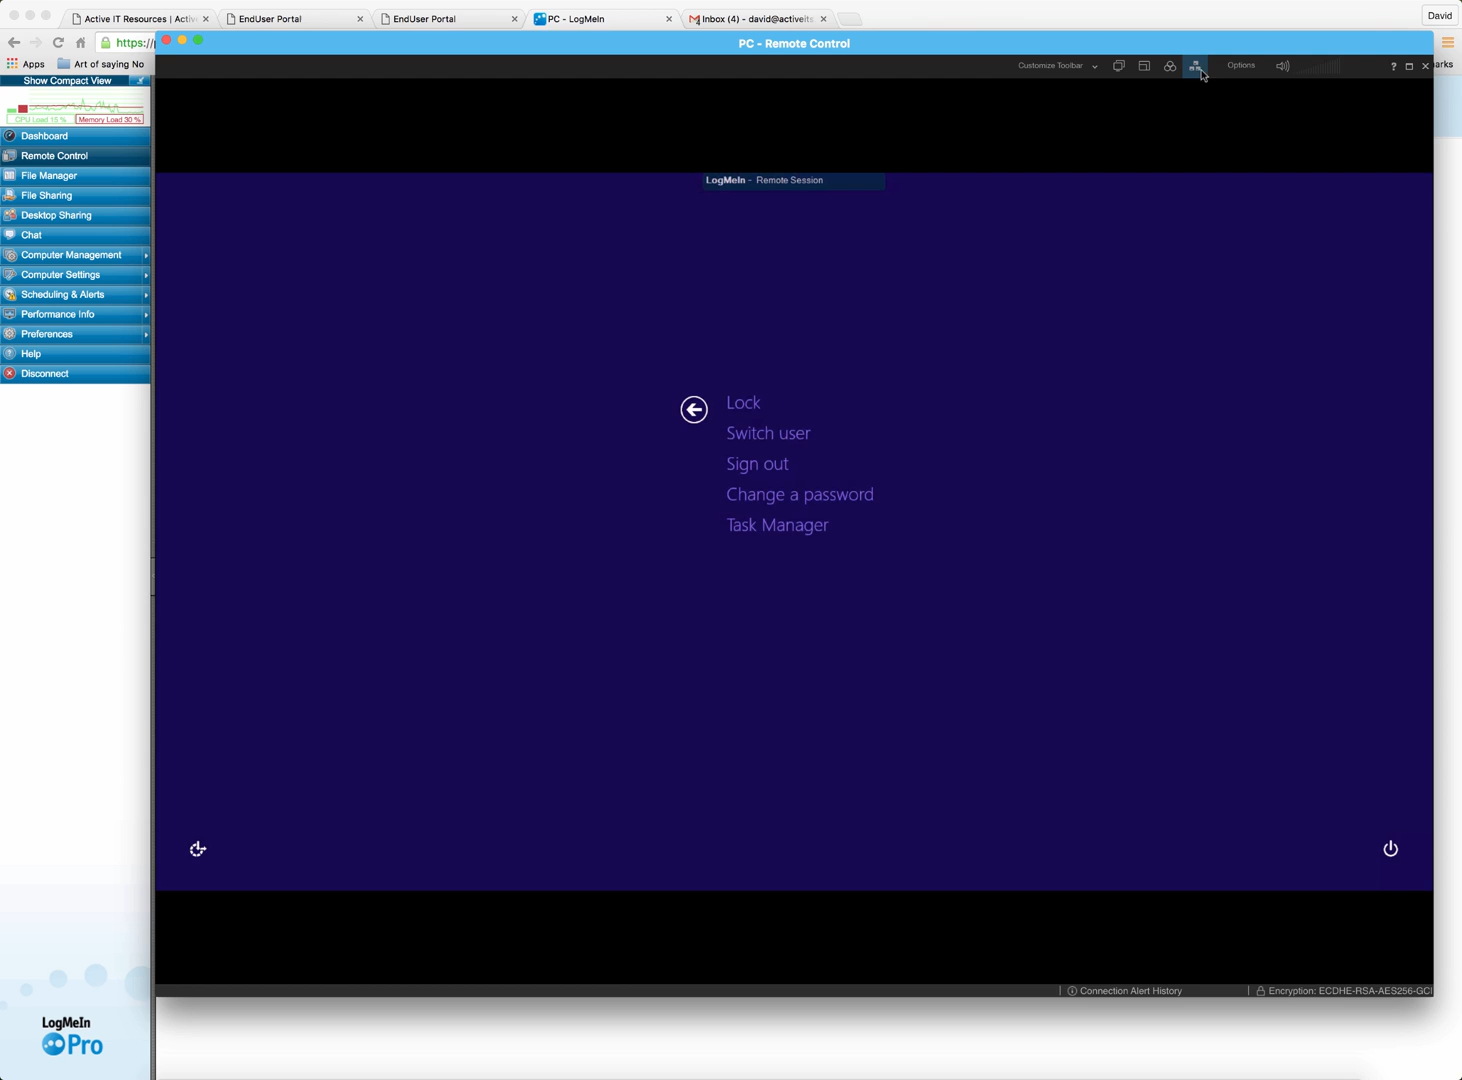 Active IT Resources | Activ
EndUser Portal
EndUser Portal
PC - LogMeIn
Inbox (4) - david@activeits
David
https://
PC - Remote Control
Apps
Art of saying No
arks
Customize Toolbar
Options
?
Show Compact View
CPU Load 15 %
Memory Load 30 %
Dashboard
Remote Control
File Manager
File Sharing
Desktop Sharing
Chat
Computer Management
Computer Settings
Scheduling & Alerts
Performance Info
Preferences
Help
Disconnect
LogMeIn - Remote Session
Lock
Switch user
Sign out
Change a password
Task Manager
Connection Alert History
Encryption: ECDHE-RSA-AES256-GCI
LogMeIn
Pro